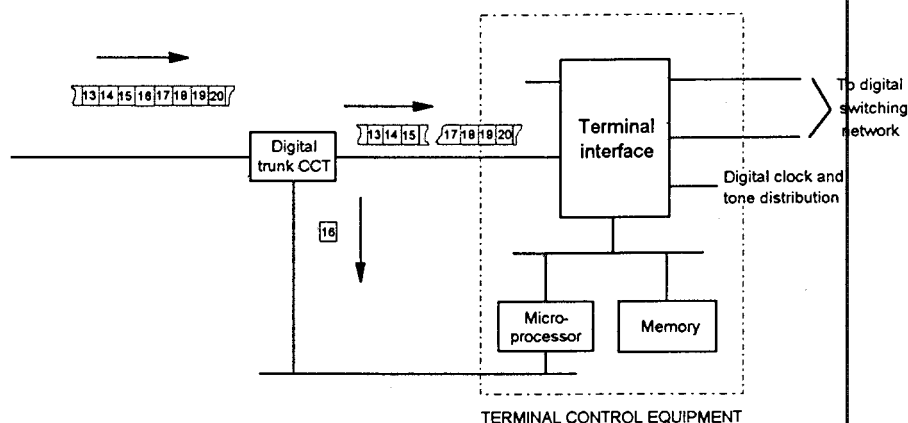 13 14 15 16 17 18 19 20
13 14 15 17 18 19 20
To digital
switching
network
Digital
trunk CCT
Terminal
interface
Digital clock and
tone distribution
16
Micro-
processor
Memory
TERMINAL CONTROL EQUIPMENT